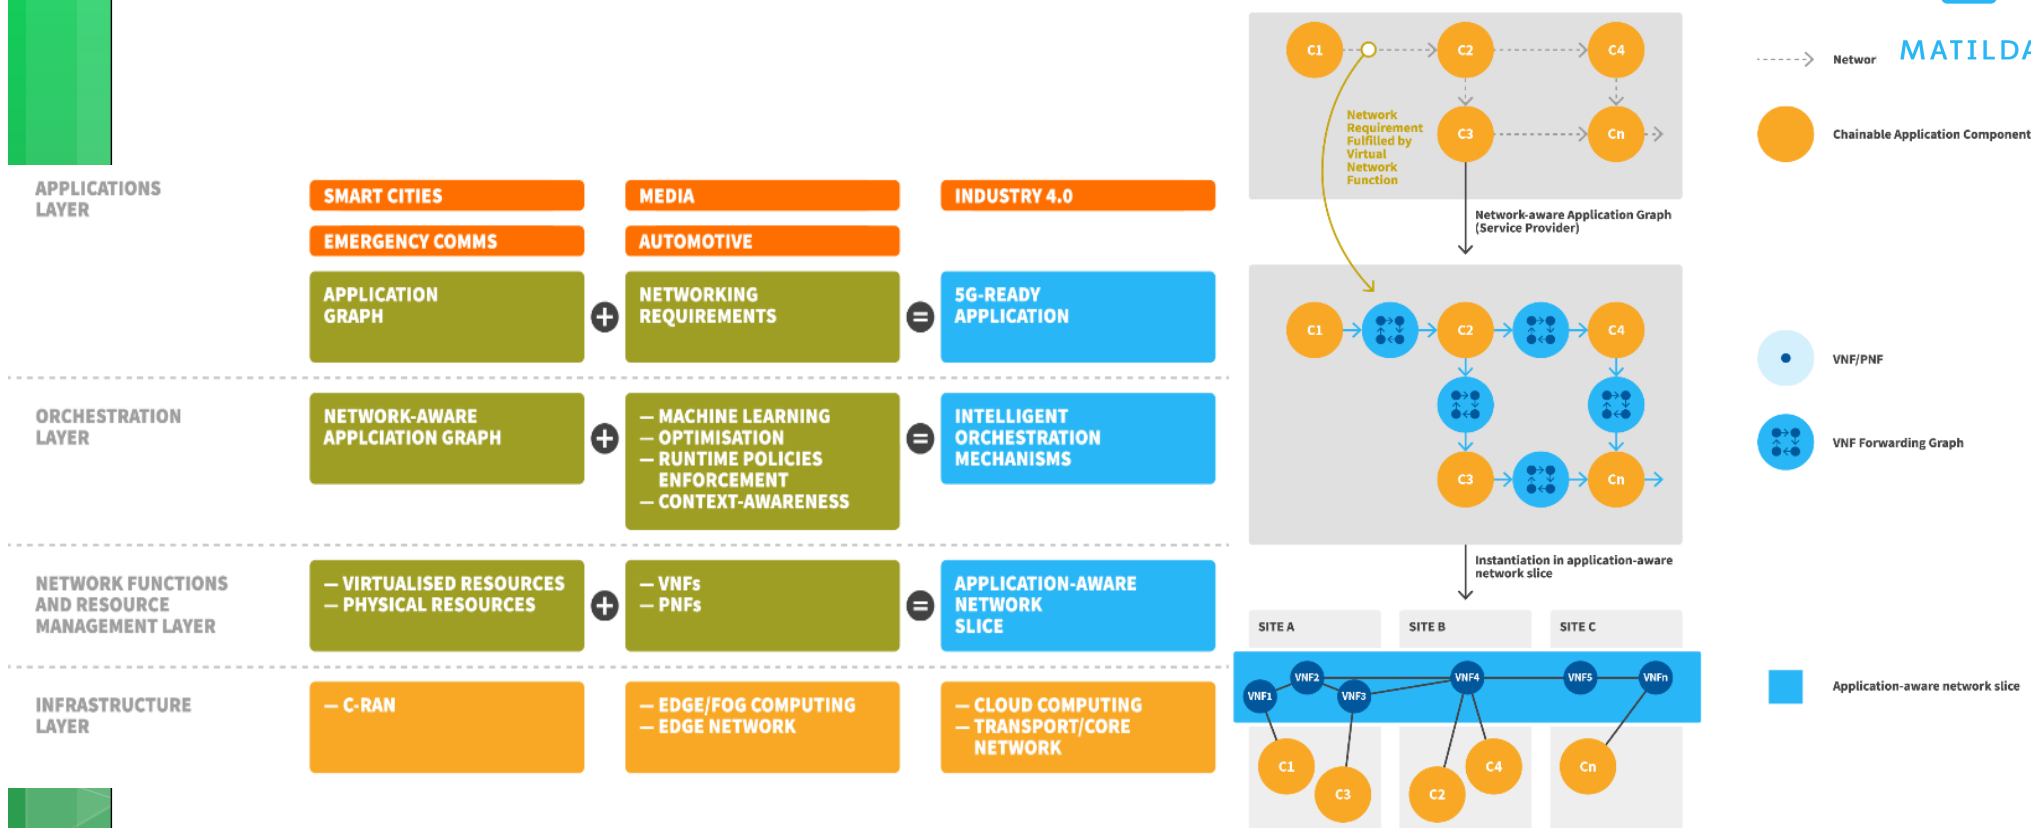 APPLICATIONS
LAYER
SMART CITIES
MEDIA
INDUSTRY 4.0
EMERGENCY COMMS
AUTOMOTIVE
APPLICATION
GRAPH
+
NETWORKING
REQUIREMENTS
=
5G-READY
APPLICATION
ORCHESTRATION
LAYER
NETWORK-AWARE
APPLCIATION GRAPH
+
— MACHINE LEARNING
— OPTIMISATION
— RUNTIME POLICIES
ENFORCEMENT
— CONTEXT-AWARENESS
=
INTELLIGENT
ORCHESTRATION
MECHANISMS
NETWORK FUNCTIONS
AND RESOURCE
MANAGEMENT LAYER
— VIRTUALISED RESOURCES
— PHYSICAL RESOURCES
+
— VNFs
— PNFs
=
APPLICATION-AWARE
NETWORK
SLICE
INFRASTRUCTURE
LAYER
— C-RAN
— EDGE/FOG COMPUTING
— EDGE NETWORK
— CLOUD COMPUTING
— TRANSPORT/CORE
NETWORK
C1
C2
C4
C3
Cn
Network
Requirement
Fulfilled by
Virtual
Network
Function
Network-aware Application Graph
(Service Provider)
C1
C2
C4
C3
Cn
Instantiation in application-aware
network slice
SITE A
SITE B
SITE C
VNF1
VNF2
VNF3
VNF4
VNF5
VNFn
C1
C3
C2
C4
Cn
Networ
MATILDA
Chainable Application Component
VNF/PNF
VNF Forwarding Graph
Application-aware network slice